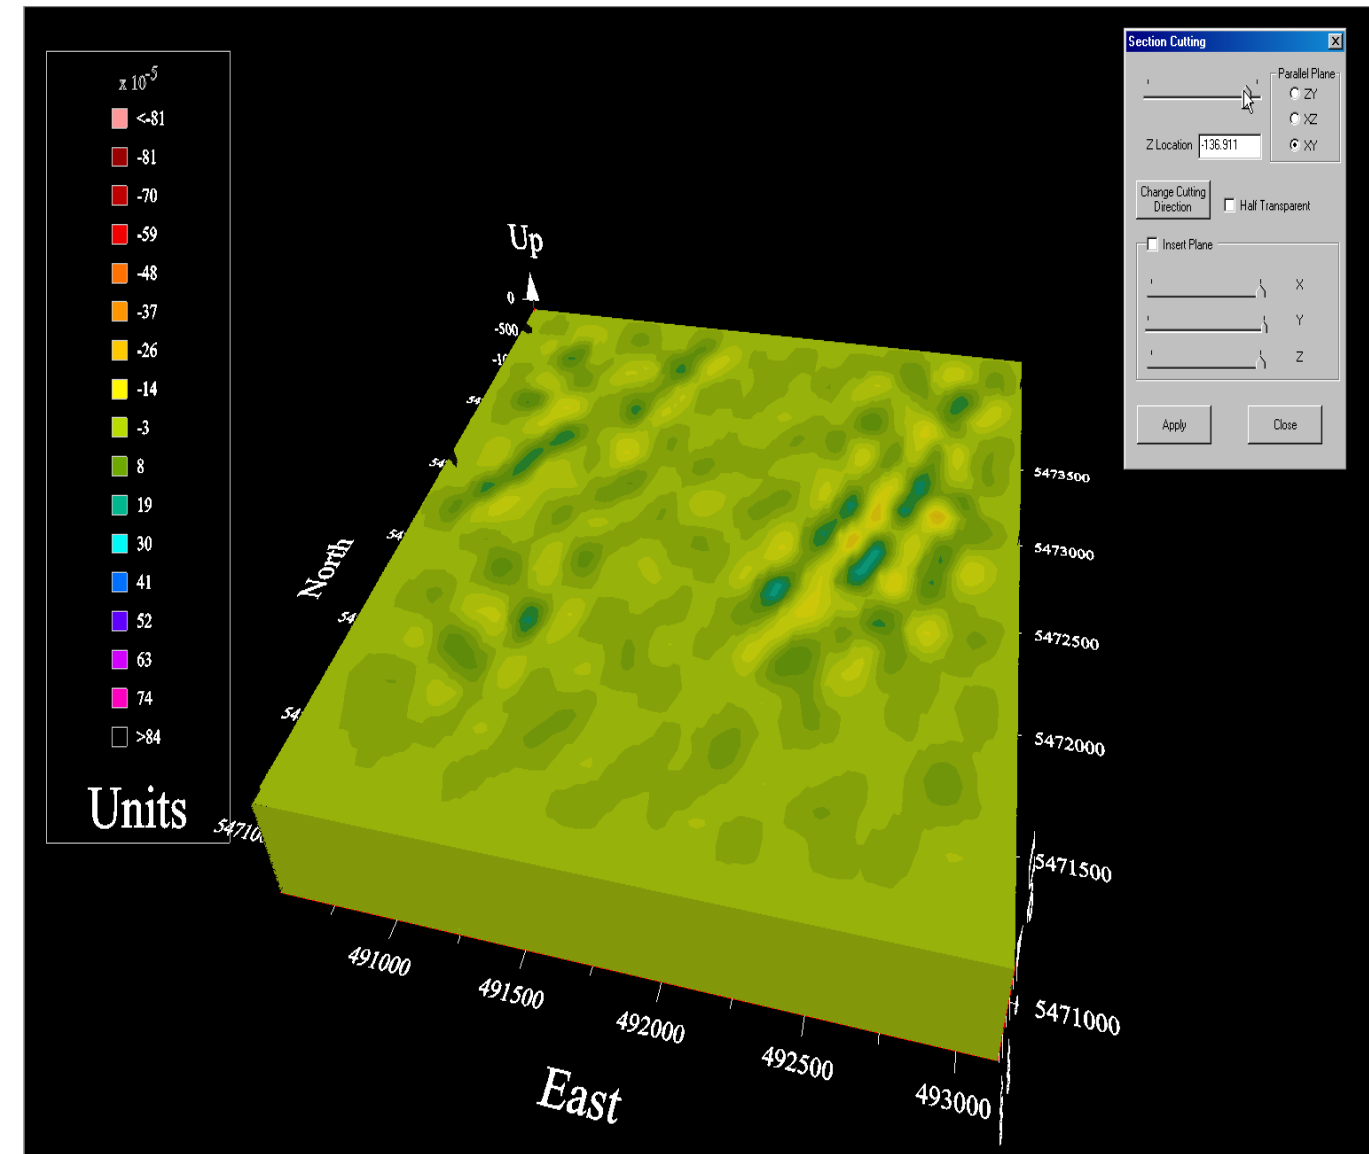 x 10^-5
<-81
-81
-70
-59
-48
-37
-26
-14
-3
8
19
30
41
52
63
74
>84
Units
Up
0
-500
North
East
491000
491500
492000
492500
493000
5473500
5473000
5472500
5472000
5471500
5471000
Section Cutting
Parallel Plane
ZY
XZ
XY
Z Location -136.911
Change Cutting
Direction
Half Transparent
Insert Plane
X
Y
Z
Apply
Close